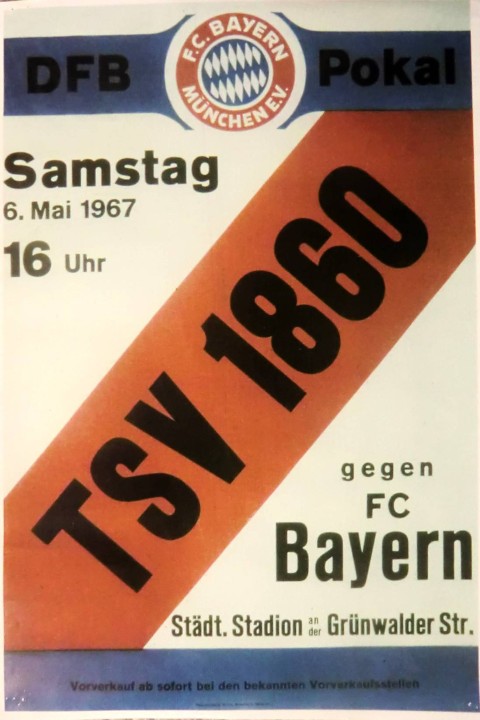 DFB Pokal
F.C. BAYERN
MÜNCHEN E.V.
Samstag
6. Mai 1967
16 Uhr
TSV 1860
gegen
FC
Bayern
Städt. Stadion an der Grünwalder Str.
Vorverkauf ab sofort bei den bekannten Vorverkaufsstellen